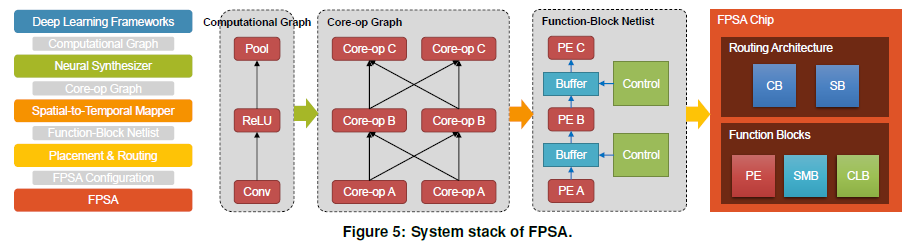 Deep Learning Frameworks
Computational Graph
Neural Synthesizer
Core-op Graph
Spatial-to-Temporal Mapper
Function-Block Netlist
Placement & Routing
FPSA Configuration
FPSA
Computational Graph
Pool
ReLU
Conv
Core-op Graph
Core-op C
Core-op C
Core-op B
Core-op B
Core-op A
Core-op A
Function-Block Netlist
PE C
Buffer
Control
PE B
Buffer
Control
PE A
FPSA Chip
Routing Architecture
CB
SB
Function Blocks
PE
SMB
CLB
Figure 5: System stack of FPSA.